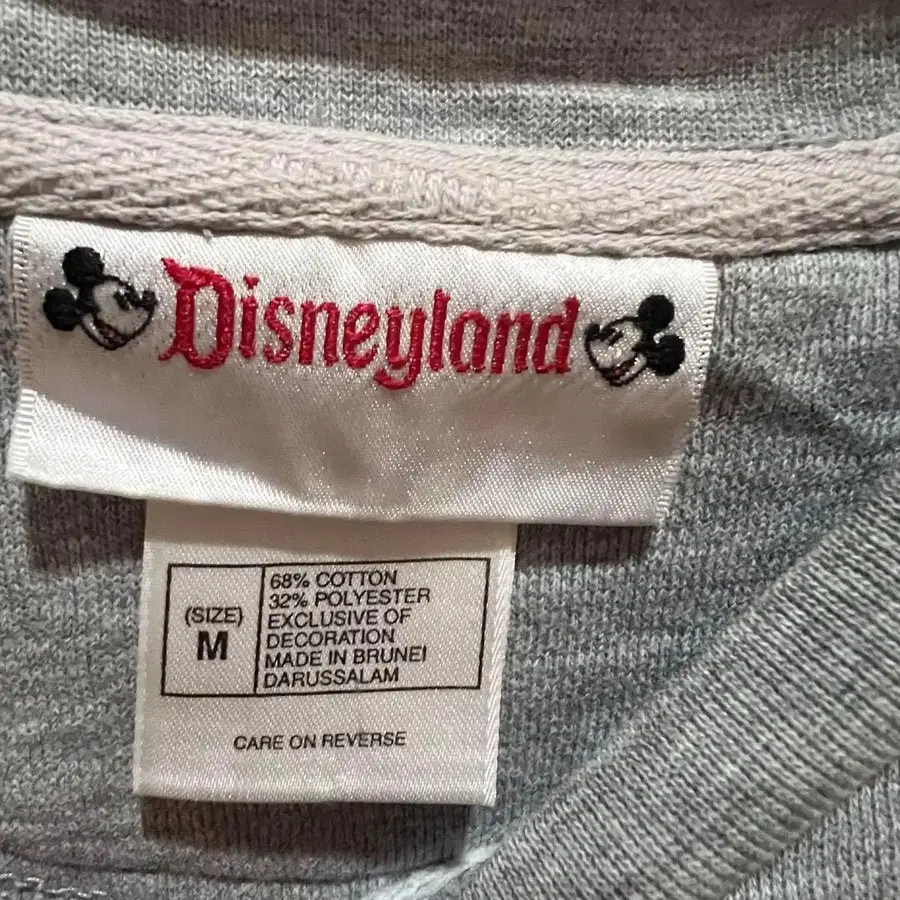 Disneyland
(SIZE)
M
68% COTTON
32% POLYESTER
EXCLUSIVE OF
DECORATION
MADE IN BRUNEI
DARUSSALAM
CARE ON REVERSE